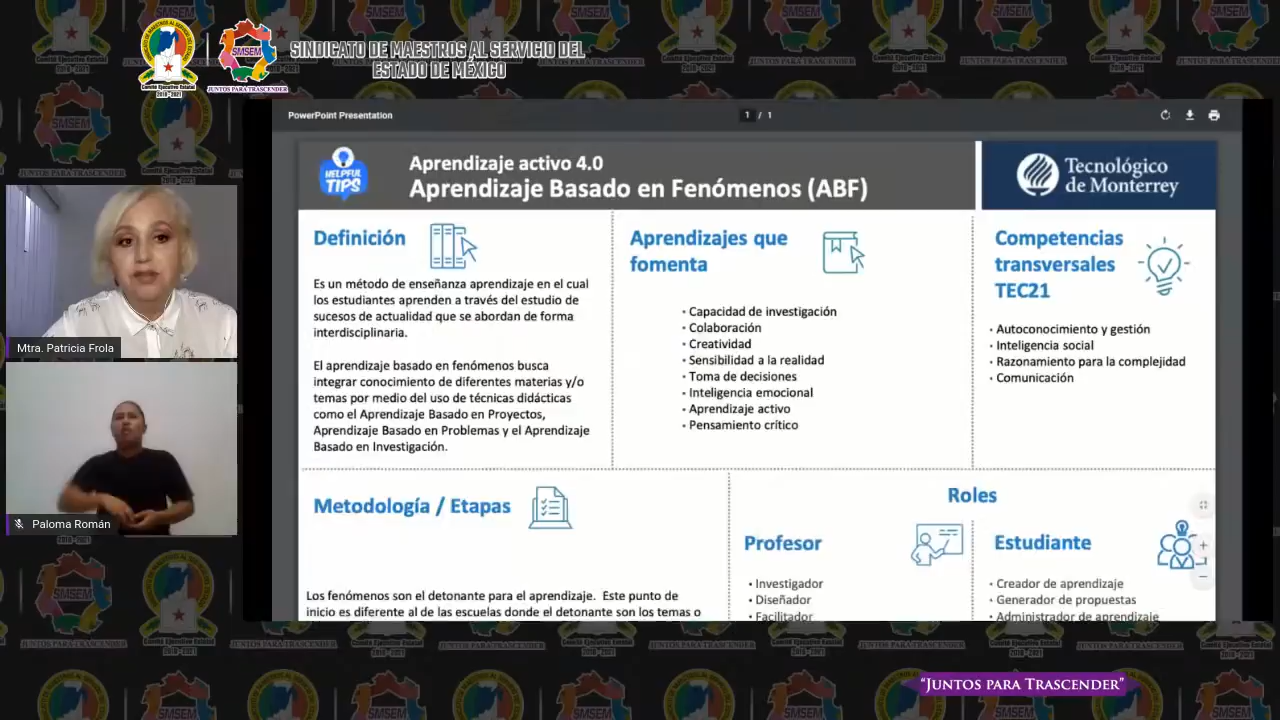 SINDICATO DE MAESTROS AL SERVICIO DEL
ESTADO DE MÉXICO
SMSEM
Comité Ejecutivo Estatal
2018-2021
JUNTOS PARA TRASCENDER
PowerPoint Presentation
1 / 1
HELPFUL
TIPS
Aprendizaje activo 4.0
Aprendizaje Basado en Fenómenos (ABF)
Tecnológico
de Monterrey
Definición
Es un método de enseñanza aprendizaje en el cual
los estudiantes aprenden a través del estudio de
sucesos de actualidad que se abordan de forma
interdisciplinaria.
El aprendizaje basado en fenómenos busca
integrar conocimiento de diferentes materias y/o
temas por medio del uso de técnicas didácticas
como el Aprendizaje Basado en Proyectos,
Aprendizaje Basado en Problemas y el Aprendizaje
Basado en Investigación.
Aprendizajes que
fomenta
• Capacidad de investigación
• Colaboración
• Creatividad
• Sensibilidad a la realidad
• Toma de decisiones
• Inteligencia emocional
• Aprendizaje activo
• Pensamiento crítico
Competencias
transversales
TEC21
• Autoconocimiento y gestión
• Inteligencia social
• Razonamiento para la complejidad
• Comunicación
Metodología / Etapas
Los fenómenos son el detonante para el aprendizaje. Este punto de
inicio es diferente al de las escuelas donde el detonante son los temas o
Roles
Profesor
• Investigador
• Diseñador
• Facilitador
Estudiante
• Creador de aprendizaje
• Generador de propuestas
• Administrador de aprendizaje
Mtra. Patricia Frola
Paloma Román
“JUNTOS PARA TRASCENDER”